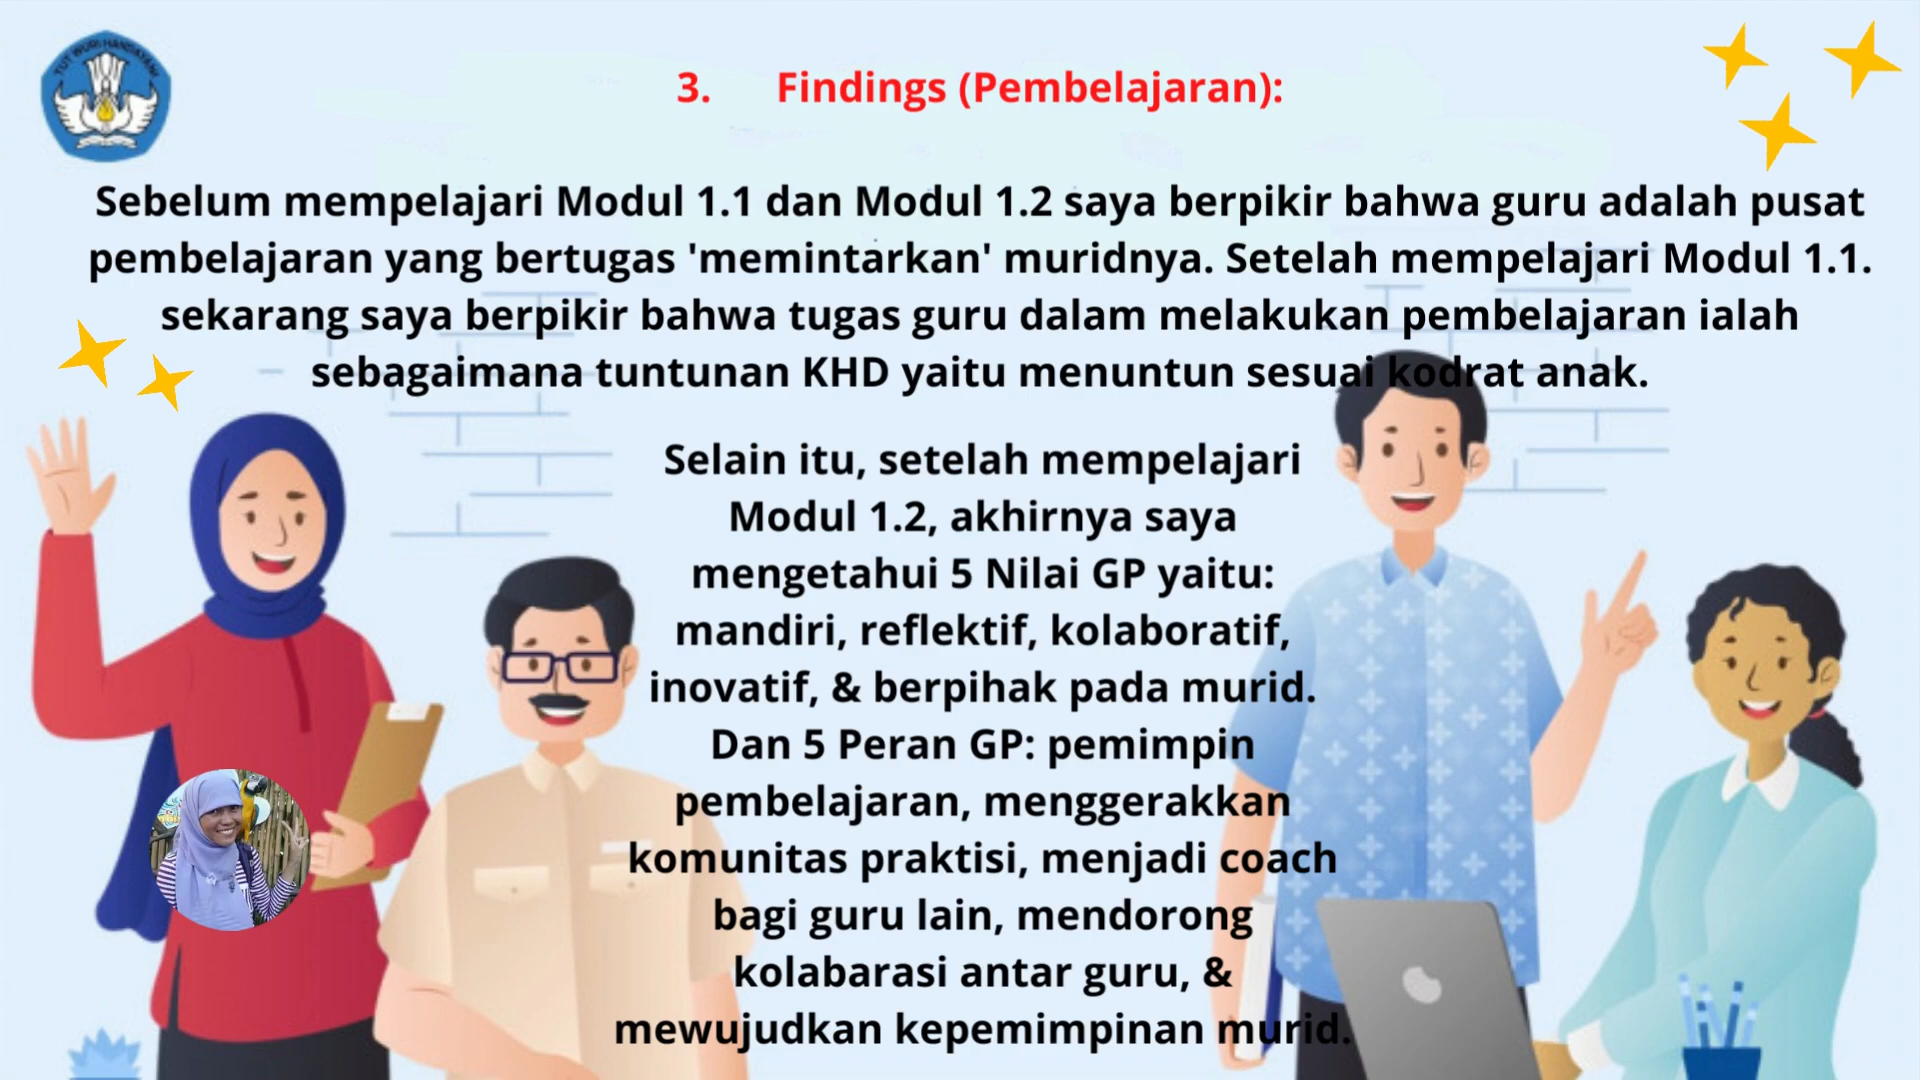 TUT WURI HANDAYANI
3. Findings (Pembelajaran):
Sebelum mempelajari Modul 1.1 dan Modul 1.2 saya berpikir bahwa guru adalah pusat
pembelajaran yang bertugas 'memintarkan' muridnya. Setelah mempelajari Modul 1.1.
sekarang saya berpikir bahwa tugas guru dalam melakukan pembelajaran ialah
sebagaimana tuntunan KHD yaitu menuntun sesuai kodrat anak.
Selain itu, setelah mempelajari
Modul 1.2, akhirnya saya
mengetahui 5 Nilai GP yaitu:
mandiri, reflektif, kolaboratif,
inovatif, & berpihak pada murid.
Dan 5 Peran GP: pemimpin
pembelajaran, menggerakkan
komunitas praktisi, menjadi coach
bagi guru lain, mendorong
kolabarasi antar guru, &
mewujudkan kepemimpinan murid.